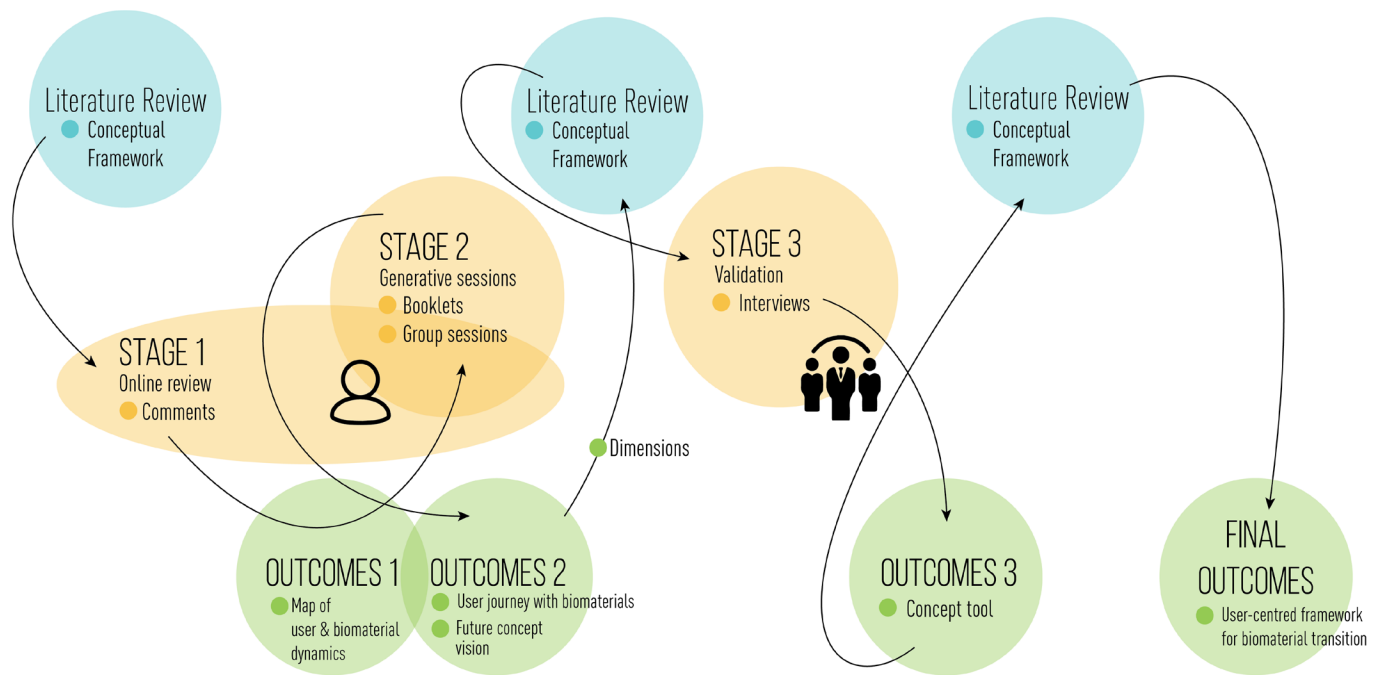 Literature Review
Conceptual
Framework
STAGE 1
Online review
Comments
STAGE 2
Generative sessions
Booklets
Group sessions
OUTCOMES 1
Map of
user & biomaterial
dynamics
OUTCOMES 2
User journey with biomaterials
Future concept
vision
Dimensions
Literature Review
Conceptual
Framework
STAGE 3
Validation
Interviews
OUTCOMES 3
Concept tool
Literature Review
Conceptual
Framework
FINAL
OUTCOMES
User-centred framework
for biomaterial transition